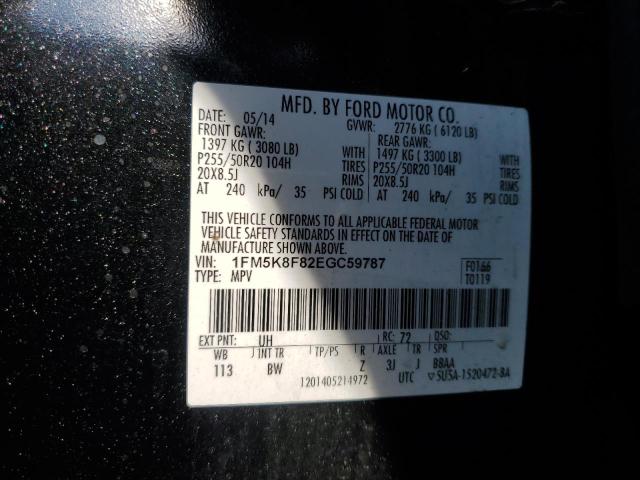 MFD. BY FORD MOTOR CO.
DATE: 05/14 GVWR: 2776 KG ( 6120 LB)
FRONT GAWR: REAR GAWR:
1397 KG ( 3080 LB) WITH 1497 KG ( 3300 LB) WITH
P255/50R20 104H TIRES P255/50R20 104H TIRES
20X8.5J RIMS 20X8.5J RIMS
AT 240 kPa/ 35 PSI COLD AT 240 kPa/ 35 PSI COLD
THIS VEHICLE CONFORMS TO ALL APPLICABLE FEDERAL MOTOR
VEHICLE SAFETY STANDARDS IN EFFECT ON THE DATE OF
MANUFACTURE SHOWN ABOVE.
VIN: 1FM5K8F82EGC59787 F0166
TYPE: MPV T0119
EXT PNT: UH RC: 72 DSO:
WB INT TR TP/PS R AXLE TR SPR
113 BW Z 3J J B8AA
1201405214972 UTC ▽5U5A-1520472-BA